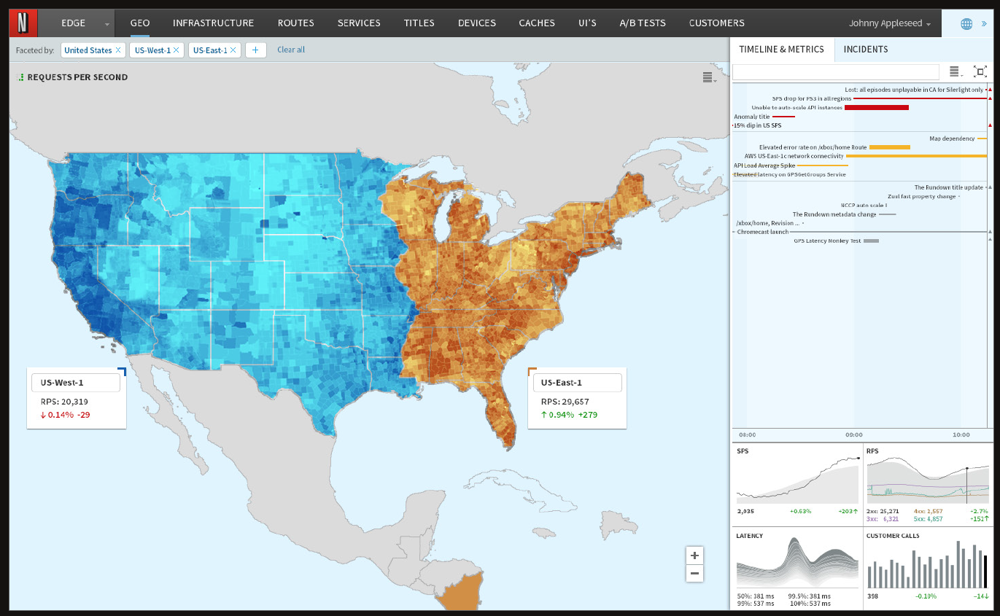 N EDGE GEO INFRASTRUCTURE ROUTES SERVICES TITLES DEVICES CACHES UI'S A/B TESTS CUSTOMERS Johnny Appleseed »
Faceted by: United States × US-West-1 × US-East-1 × + Clear all
REQUESTS PER SECOND
US-West-1
RPS: 20,319
↓ 0.14% -29
US-East-1
RPS: 29,657
↑ 0.94% +279
+
−
TIMELINE & METRICS INCIDENTS
Lost: all episodes unplayable in CA for Silerlight only
SPS drop for PS3 in all regions
Unable to auto-scale API instances
Anomaly title
15% dip in US SPS
Map dependency
Elevated error rate on /xbox/home Route
AWS US-East-1c network connectivity
API Load Average Spike
Elevated latency on GPSGetGroups Service
The Rundown title update
Zuul fast property change
NCCP auto scale
The Rundown metadata change
/xbox/home, Revision ...
Chromecast launch
GPS Latency Monkey Test
08:00 09:00 10:00
SPS
2,035 +0.63% +203↑
RPS
2xx: 25,271 4xx: 2,557 +2.7%
3xx: 6,321 5xx: 4,857 +152↑
LATENCY
50%: 381 ms 99.5%: 381 ms
99%: 537 ms 100%: 537 ms
CUSTOMER CALLS
398 -0.10% -14↓